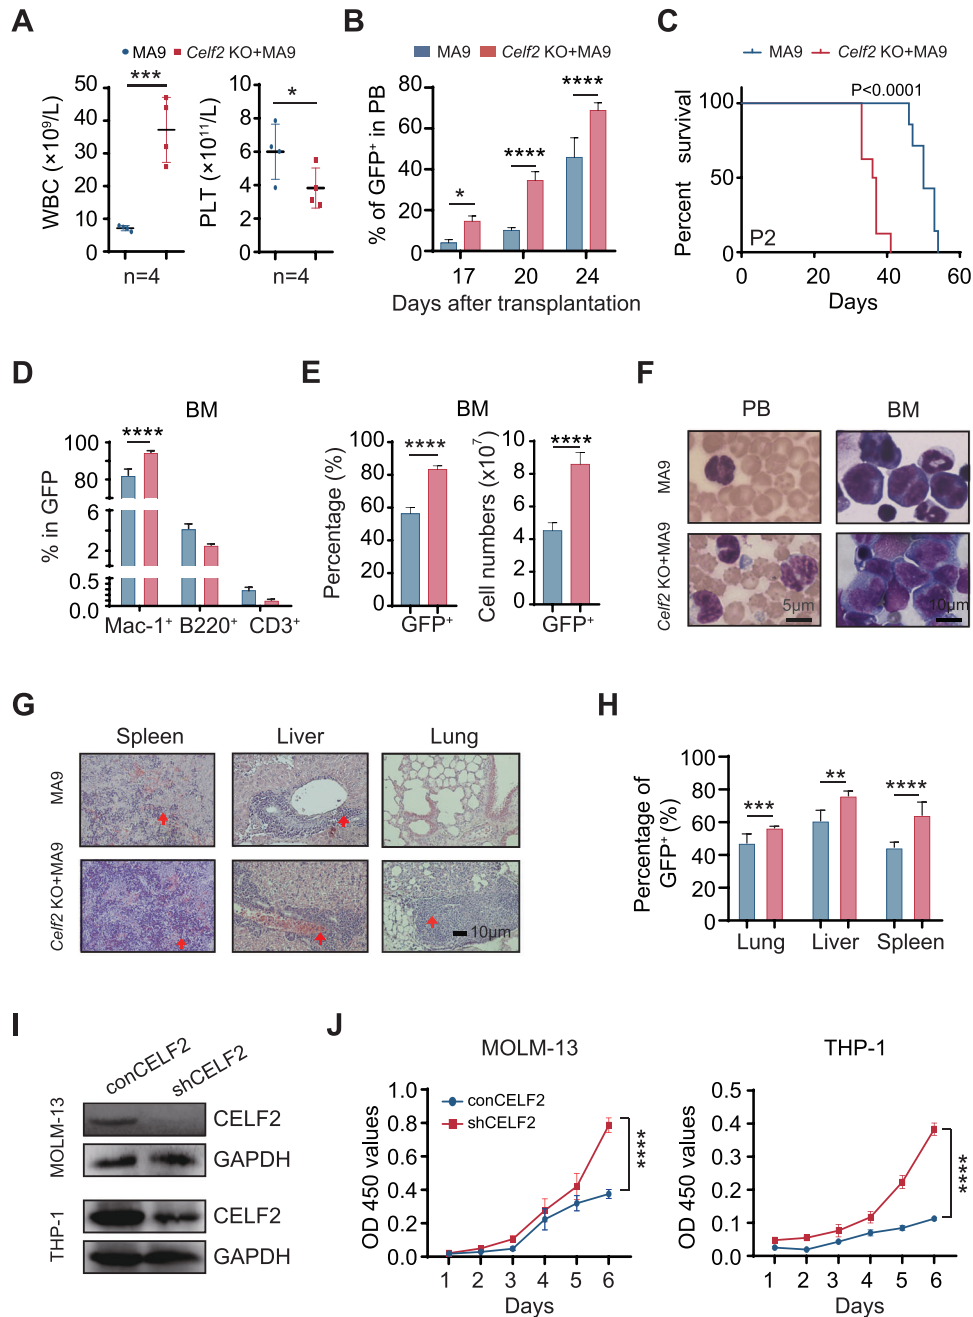 A
MA9
Celf2 KO+MA9
WBC (×10⁹/L)
50
40
30
20
10
0
***
n=4
PLT (×10¹¹/L)
10
8
6
4
2
0
*
n=4
B
MA9
Celf2 KO+MA9
% of GFP⁺ in PB
80
60
40
20
0
*
****
****
17
20
24
Days after transplantation
C
MA9
Celf2 KO+MA9
P<0.0001
Percent survival
100
50
0
P2
0
20
40
60
Days
D
BM
****
% in GFP
100
80
6
2
0.5
0.0
Mac-1⁺
B220⁺
CD3⁺
E
BM
Percentage (%)
100
80
60
40
20
0
****
GFP⁺
Cell numbers (x10⁷)
10
8
6
4
2
0
****
GFP⁺
F
PB
BM
MA9
Celf2 KO+MA9
5μm
10μm
G
Spleen
Liver
Lung
MA9
Celf2 KO+MA9
10μm
H
Percentage of
GFP⁺ (%)
100
80
60
40
20
0
***
**
****
Lung
Liver
Spleen
I
conCELF2
shCELF2
MOLM-13
CELF2
GAPDH
THP-1
CELF2
GAPDH
J
MOLM-13
OD 450 values
1.0
0.8
0.6
0.4
0.2
0.0
conCELF2
shCELF2
****
1
2
3
4
5
6
Days
THP-1
OD 450 values
0.5
0.4
0.3
0.2
0.1
0.0
****
1
2
3
4
5
6
Days